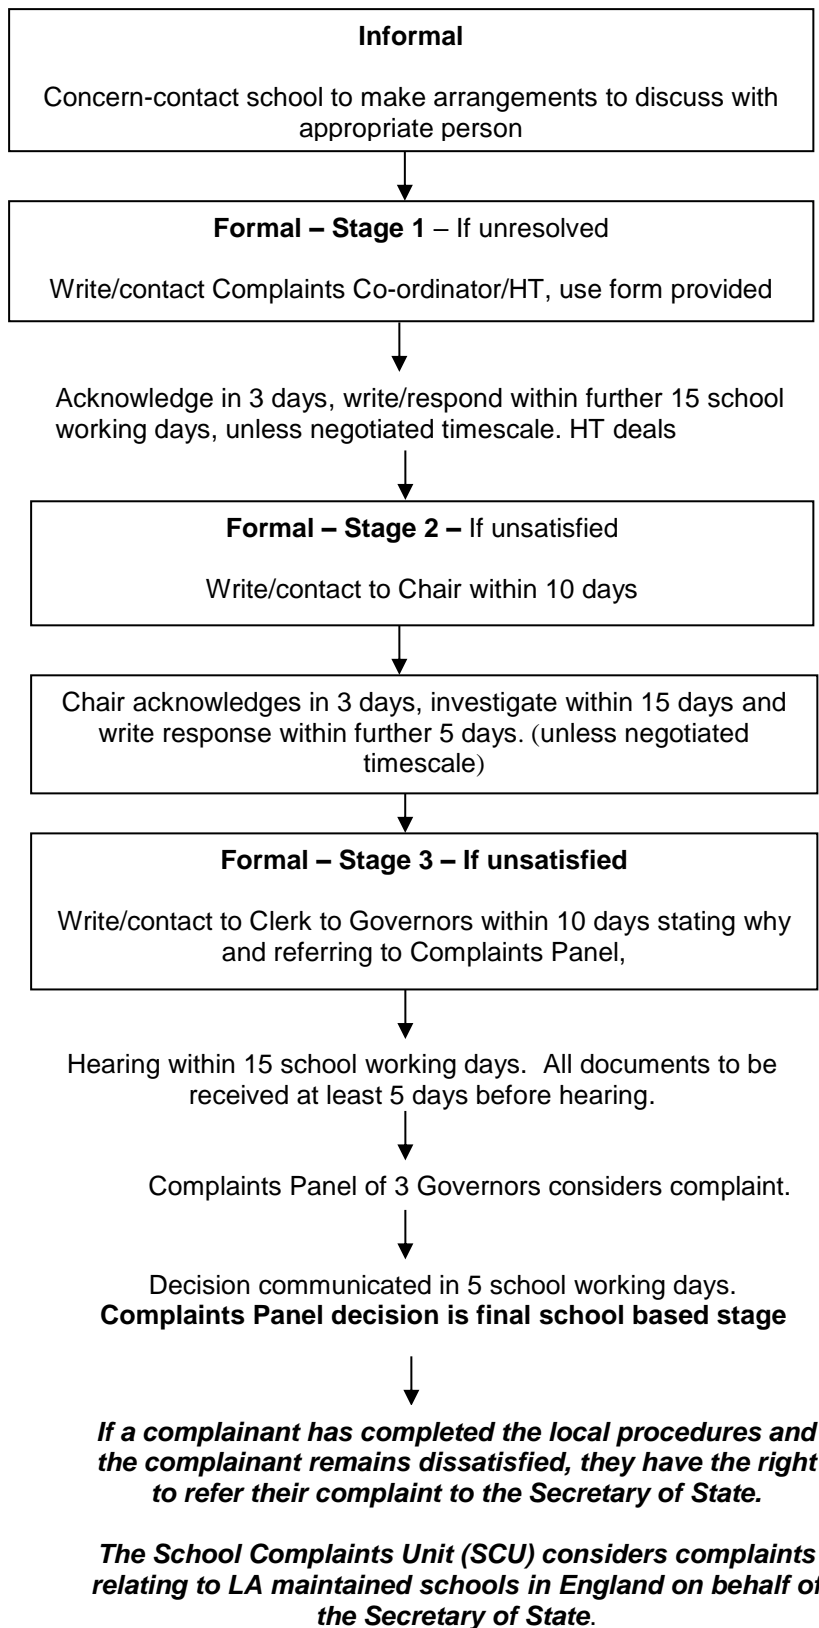 Informal
Concern-contact school to make arrangements to discuss with
appropriate person
Formal – Stage 1 – If unresolved
Write/contact Complaints Co-ordinator/HT, use form provided
Acknowledge in 3 days, write/respond within further 15 school
working days, unless negotiated timescale. HT deals
Formal – Stage 2 – If unsatisfied
Write/contact to Chair within 10 days
Chair acknowledges in 3 days, investigate within 15 days and
write response within further 5 days. (unless negotiated
timescale)
Formal – Stage 3 – If unsatisfied
Write/contact to Clerk to Governors within 10 days stating why
and referring to Complaints Panel,
Hearing within 15 school working days.  All documents to be
received at least 5 days before hearing.
Complaints Panel of 3 Governors considers complaint.
Decision communicated in 5 school working days.
Complaints Panel decision is final school based stage
If a complainant has completed the local procedures and
the complainant remains dissatisfied, they have the right
to refer their complaint to the Secretary of State.
The School Complaints Unit (SCU) considers complaints
relating to LA maintained schools in England on behalf of
the Secretary of State.